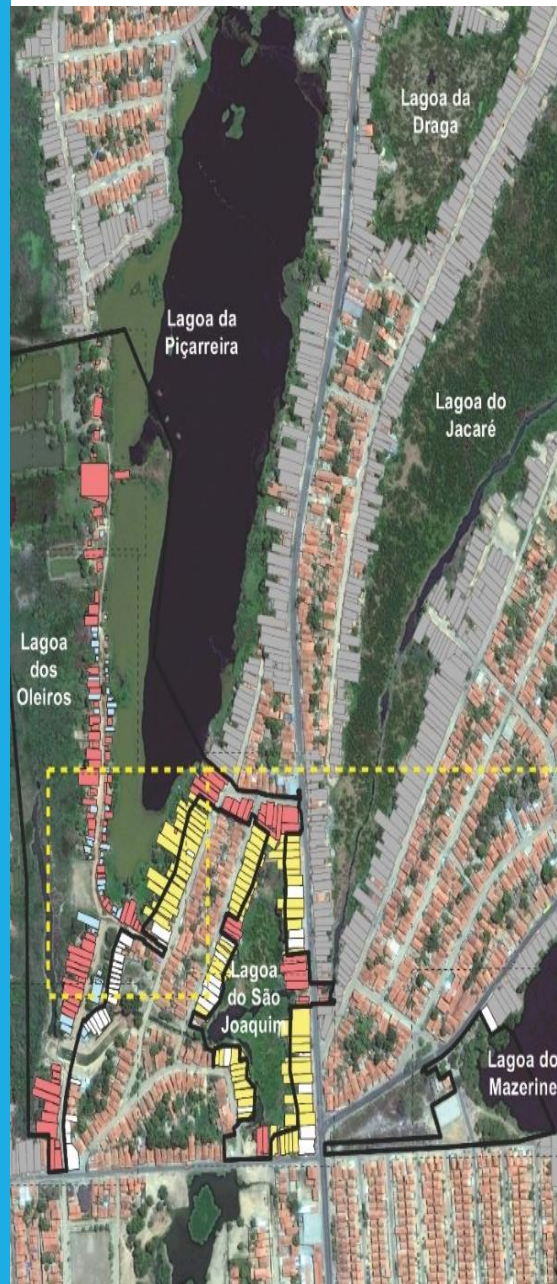 Lagoa da
Draga
Lagoa da
Piçarreira
Lagoa do
Jacaré
Lagoa
dos
Oleiros
Lagoa
do São
Joaquim
Lagoa do
Mazerine